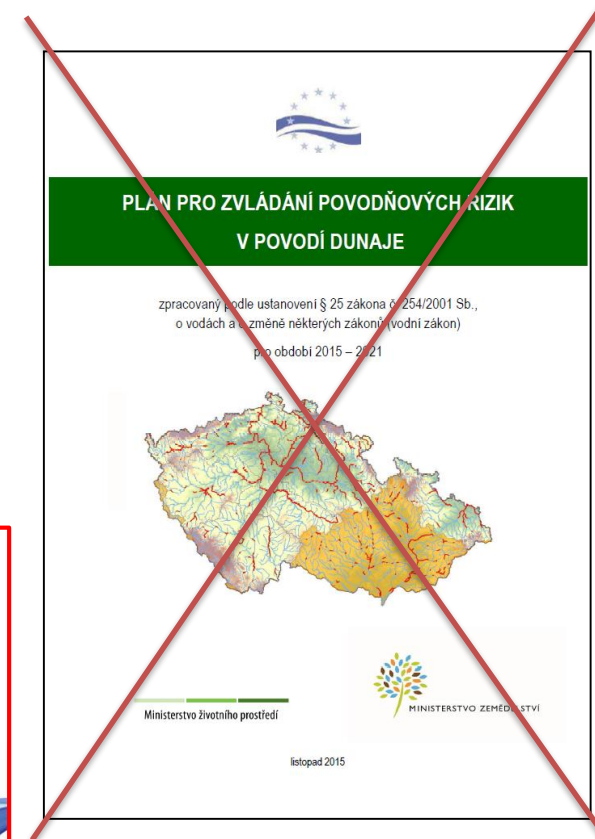 PLÁN PRO ZVLÁDÁNÍ POVODŇOVÝCH RIZIK
V POVODÍ DUNAJE
zpracovaný podle ustanovení § 25 zákona č. 254/2001 Sb.,
o vodách a o změně některých zákonů (vodní zákon)
pro období 2015 – 2021
Ministerstvo životního prostředí
MINISTERSTVO ZEMĚDĚLSTVÍ
listopad 2015